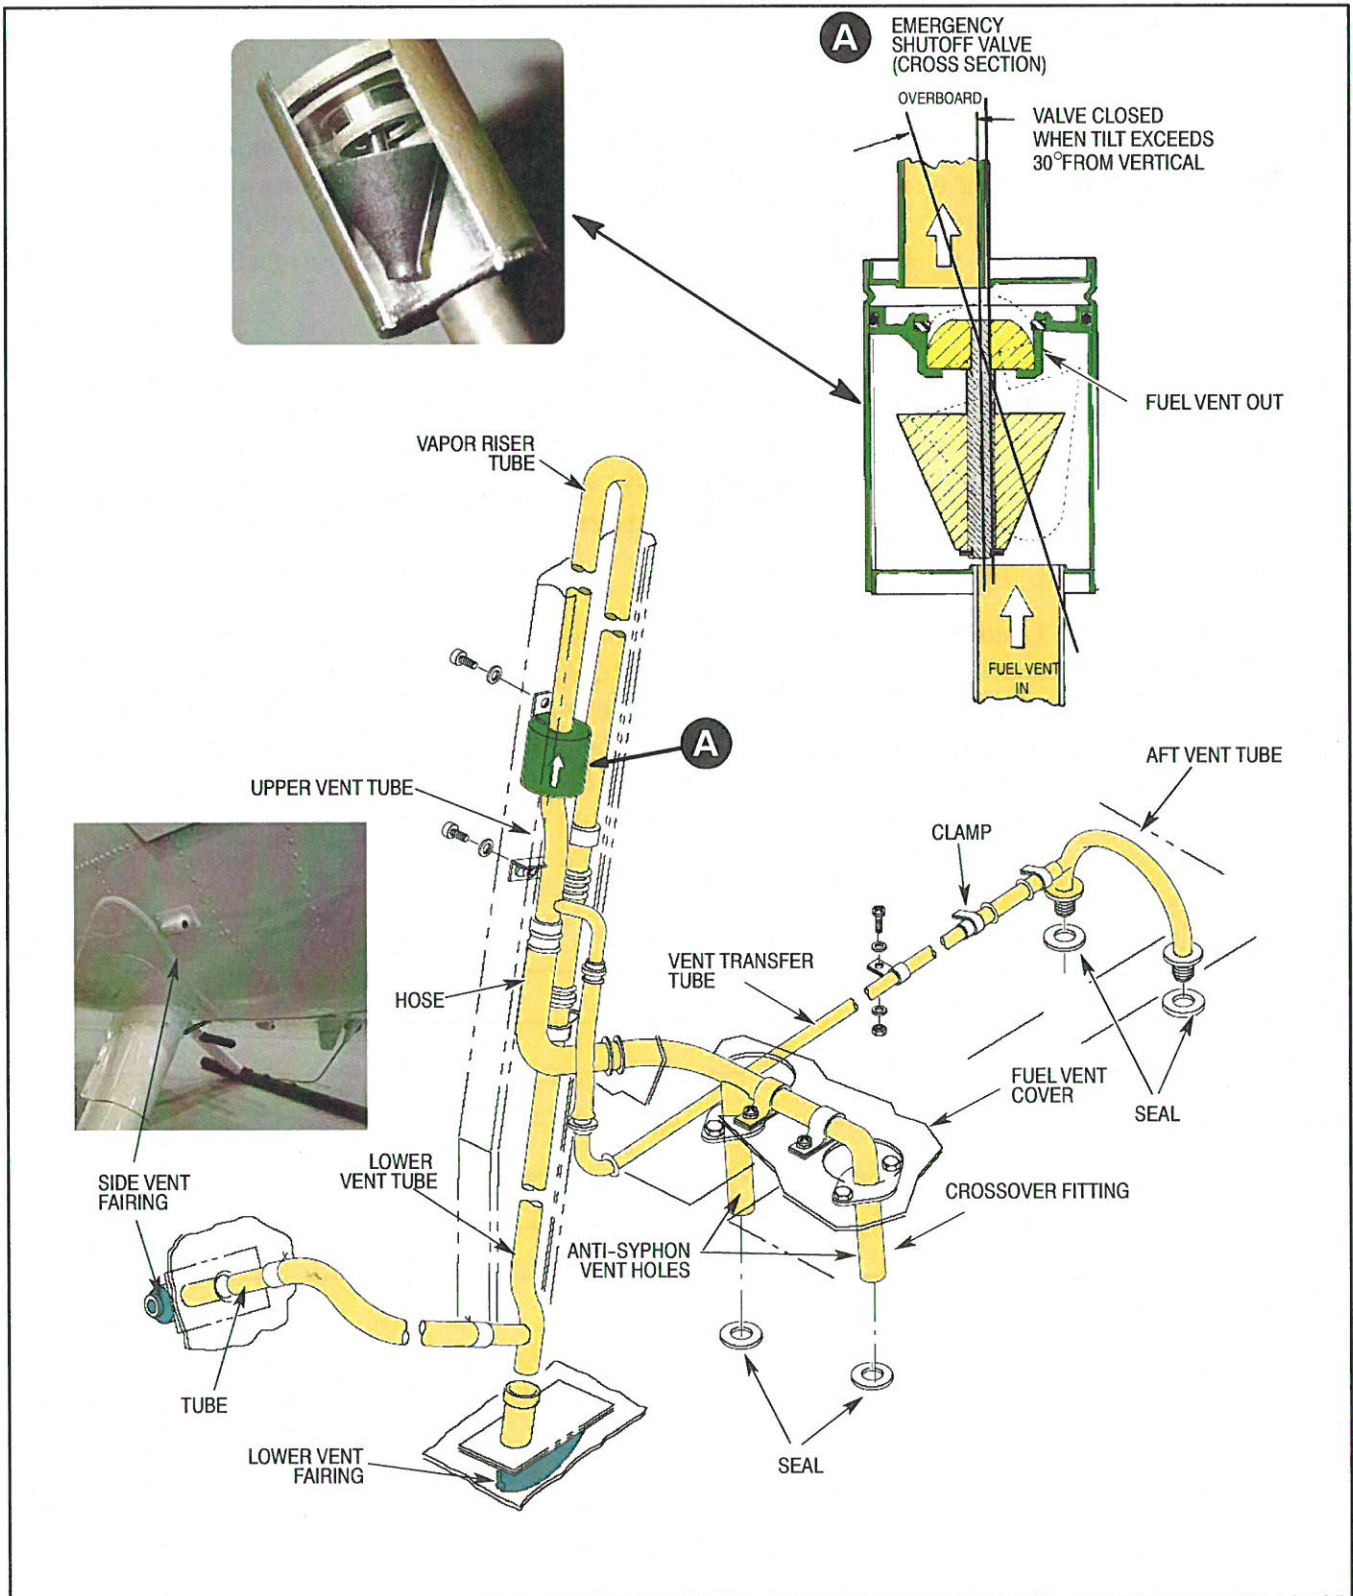 A
EMERGENCY
SHUTOFF VALVE
(CROSS SECTION)
OVERBOARD
VALVE CLOSED
WHEN TILT EXCEEDS
30°FROM VERTICAL
FUEL VENT OUT
FUEL VENT
IN
VAPOR RISER
TUBE
A
UPPER VENT TUBE
AFT VENT TUBE
CLAMP
VENT TRANSFER
TUBE
HOSE
FUEL VENT
COVER
SEAL
LOWER
VENT TUBE
SIDE VENT
FAIRING
CROSSOVER FITTING
ANTI-SYPHON
VENT HOLES
TUBE
LOWER VENT
FAIRING
SEAL